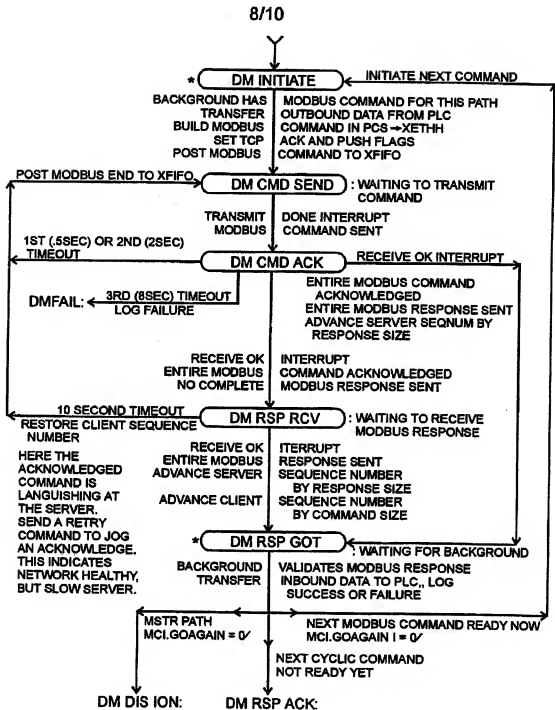 8/10
* DM INITIATE
INITIATE NEXT COMMAND
BACKGROUND HAS MODBUS COMMAND FOR THIS PATH
TRANSFER OUTBOUND DATA FROM PLC
BUILD MODBUS COMMAND IN PCS→XETHH
SET TCP ACK AND PUSH FLAGS
POST MODBUS COMMAND TO XFIFO
POST MODBUS END TO XFIFO
DM CMD SEND : WAITING TO TRANSMIT
COMMAND
TRANSMIT DONE INTERRUPT
MODBUS COMMAND SENT
1ST (.5SEC) OR 2ND (2SEC)
TIMEOUT
DM CMD ACK
RECEIVE OK INTERRUPT
DMFAIL: 3RD (8SEC) TIMEOUT
LOG FAILURE
ENTIRE MODBUS COMMAND
ACKNOWLEDGED
ENTIRE MODBUS RESPONSE SENT
ADVANCE SERVER SEQNUM BY
RESPONSE SIZE
RECEIVE OK INTERRUPT
ENTIRE MODBUS COMMAND ACKNOWLEDGED
NO COMPLETE MODBUS RESPONSE SENT
10 SECOND TIMEOUT
RESTORE CLIENT SEQUENCE
NUMBER
DM RSP RCV : WAITING TO RECEIVE
MODBUS RESPONSE
HERE THE
ACKNOWLEDGED
COMMAND IS
LANGUISHING AT
THE SERVER.
SEND A RETRY
COMMAND TO JOG
AN ACKNOWLEDGE.
THIS INDICATES
NETWORK HEALTHY,
BUT SLOW SERVER.
RECEIVE OK ITERRUPT
ENTIRE MODBUS RESPONSE SENT
ADVANCE SERVER SEQUENCE NUMBER
BY RESPONSE SIZE
ADVANCE CLIENT SEQUENCE NUMBER
BY COMMAND SIZE
* DM RSP GOT : WAITING FOR BACKGROUND
BACKGROUND VALIDATES MODBUS RESPONSE
TRANSFER INBOUND DATA TO PLC,, LOG
SUCCESS OR FAILURE
MSTR PATH
MCI.GOAGAIN = 0/
NEXT MODBUS COMMAND READY NOW
MCI.GOAGAIN I = 0/
NEXT CYCLIC COMMAND
NOT READY YET
DM DIS ION: DM RSP ACK: